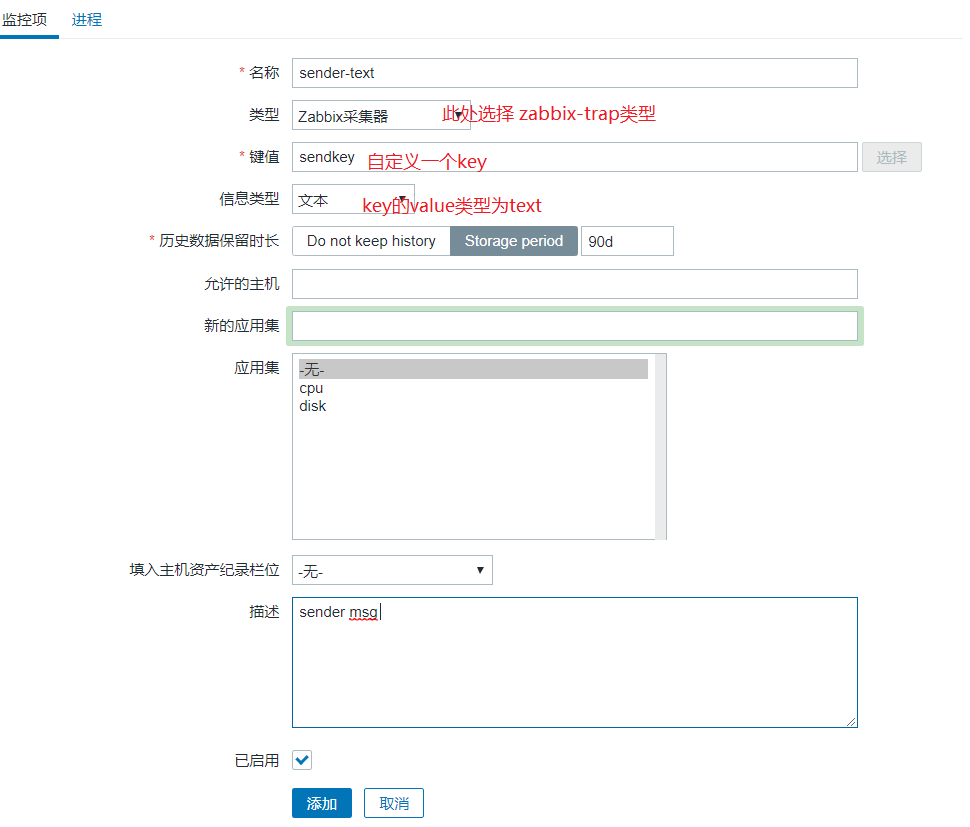 监控项 进程
* 名称 sender-text
类型 Zabbix采集器 此处选择 zabbix-trap类型
* 键值 sendkey 自定义一个key 选择
信息类型 文本 key的value类型为text
* 历史数据保留时长 Do not keep history Storage period 90d
允许的主机
新的应用集
应用集 -无-
cpu
disk
填入主机资产纪录栏位 -无-
描述 sender msg
已启用
添加 取消